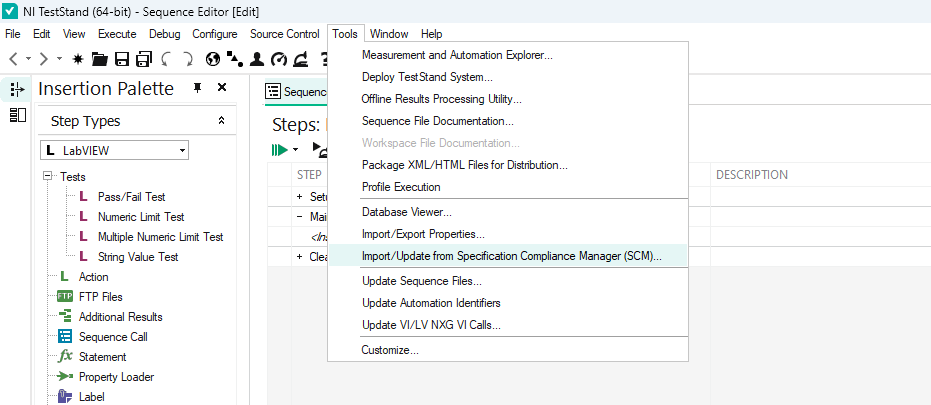 NI TestStand (64-bit) - Sequence Editor [Edit]
File Edit View Execute Debug Configure Source Control Tools Window Help
Insertion Palette
Step Types
LabVIEW
Tests
L Pass/Fail Test
L Numeric Limit Test
L Multiple Numeric Limit Test
L String Value Test
L Action
FTP FTP Files
Additional Results
Sequence Call
fx Statement
Property Loader
Label
Sequenc
Steps:
STEP
DESCRIPTION
+ Setu
− Mai
<Ins
+ Clea
Measurement and Automation Explorer...
Deploy TestStand System...
Offline Results Processing Utility...
Sequence File Documentation...
Workspace File Documentation...
Package XML/HTML Files for Distribution...
Profile Execution
Database Viewer...
Import/Export Properties...
Import/Update from Specification Compliance Manager (SCM)...
Update Sequence Files...
Update Automation Identifiers
Update VI/LV NXG VI Calls...
Customize...